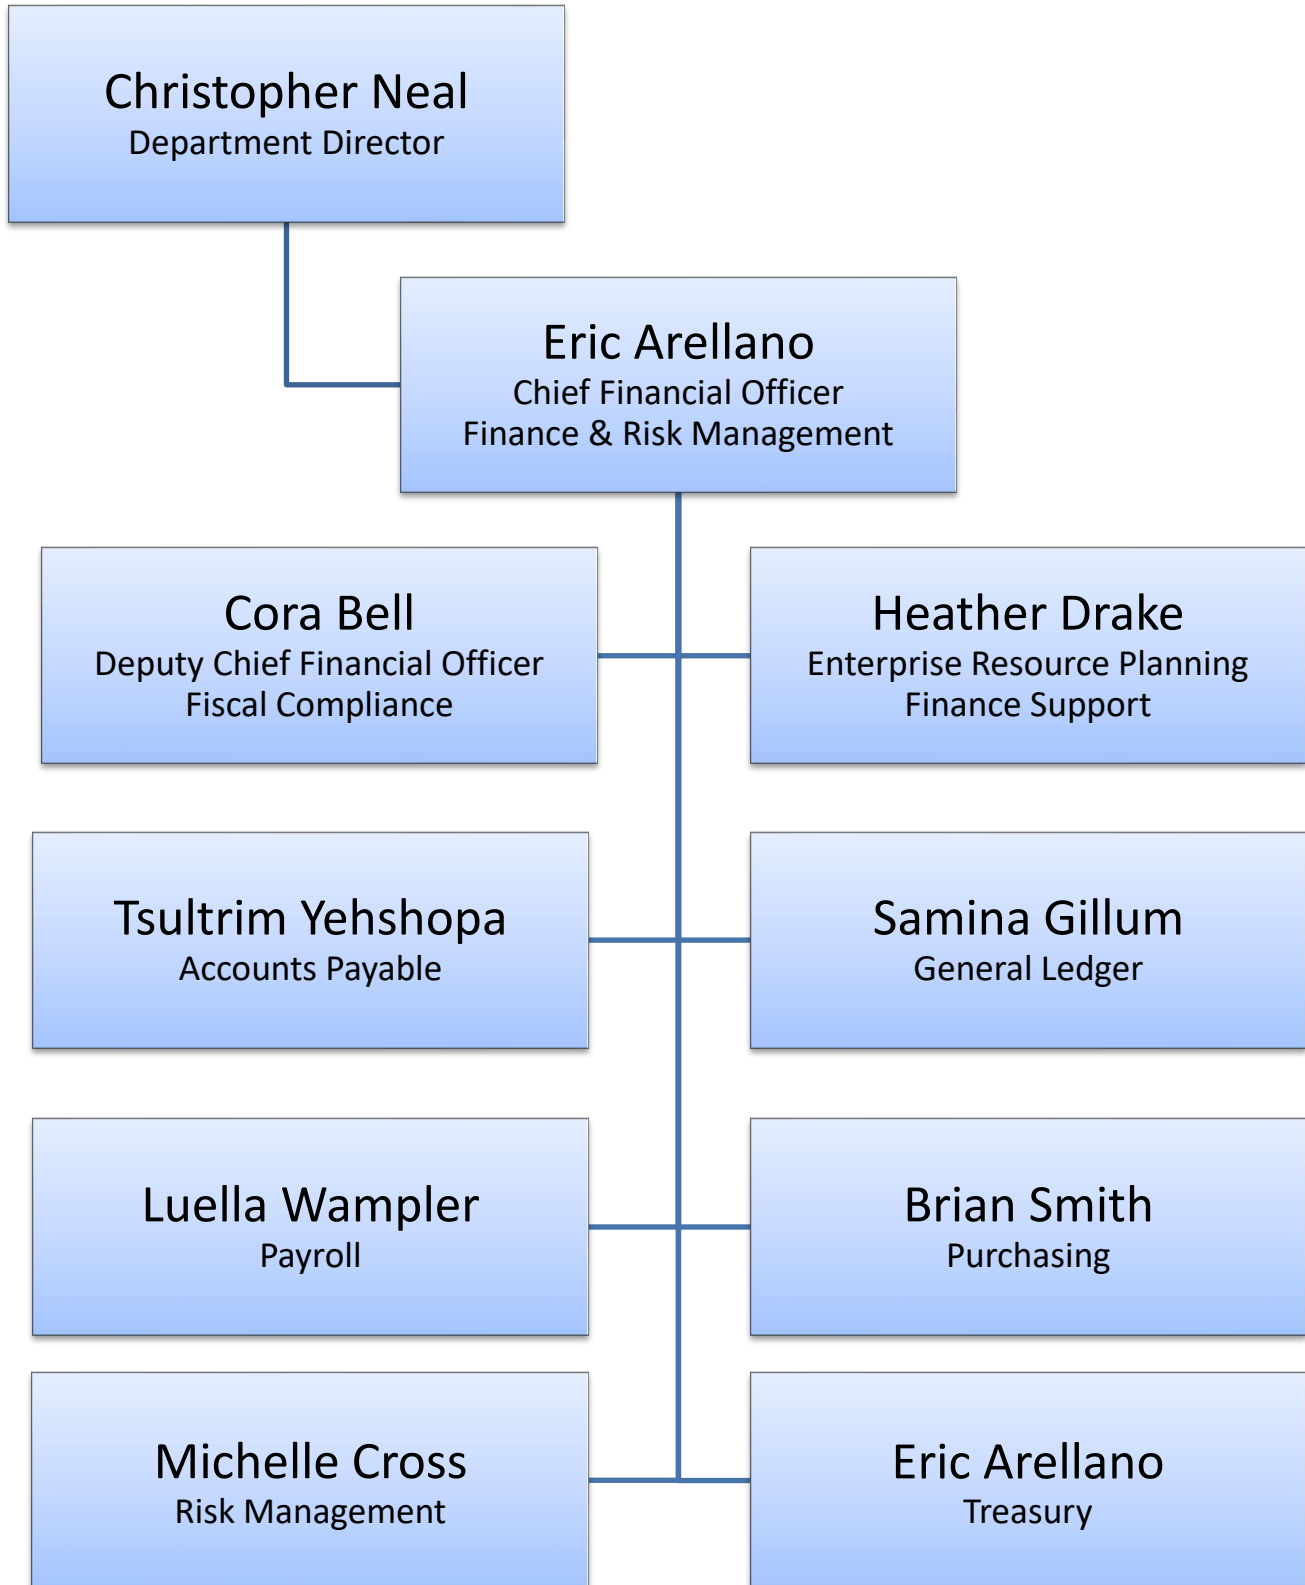 Christopher Neal
Department Director
Eric Arellano
Chief Financial Officer
Finance & Risk Management
Cora Bell
Deputy Chief Financial Officer
Fiscal Compliance
Heather Drake
Enterprise Resource Planning
Finance Support
Tsultrim Yehshopa
Accounts Payable
Samina Gillum
General Ledger
Luella Wampler
Payroll
Brian Smith
Purchasing
Michelle Cross
Risk Management
Eric Arellano
Treasury